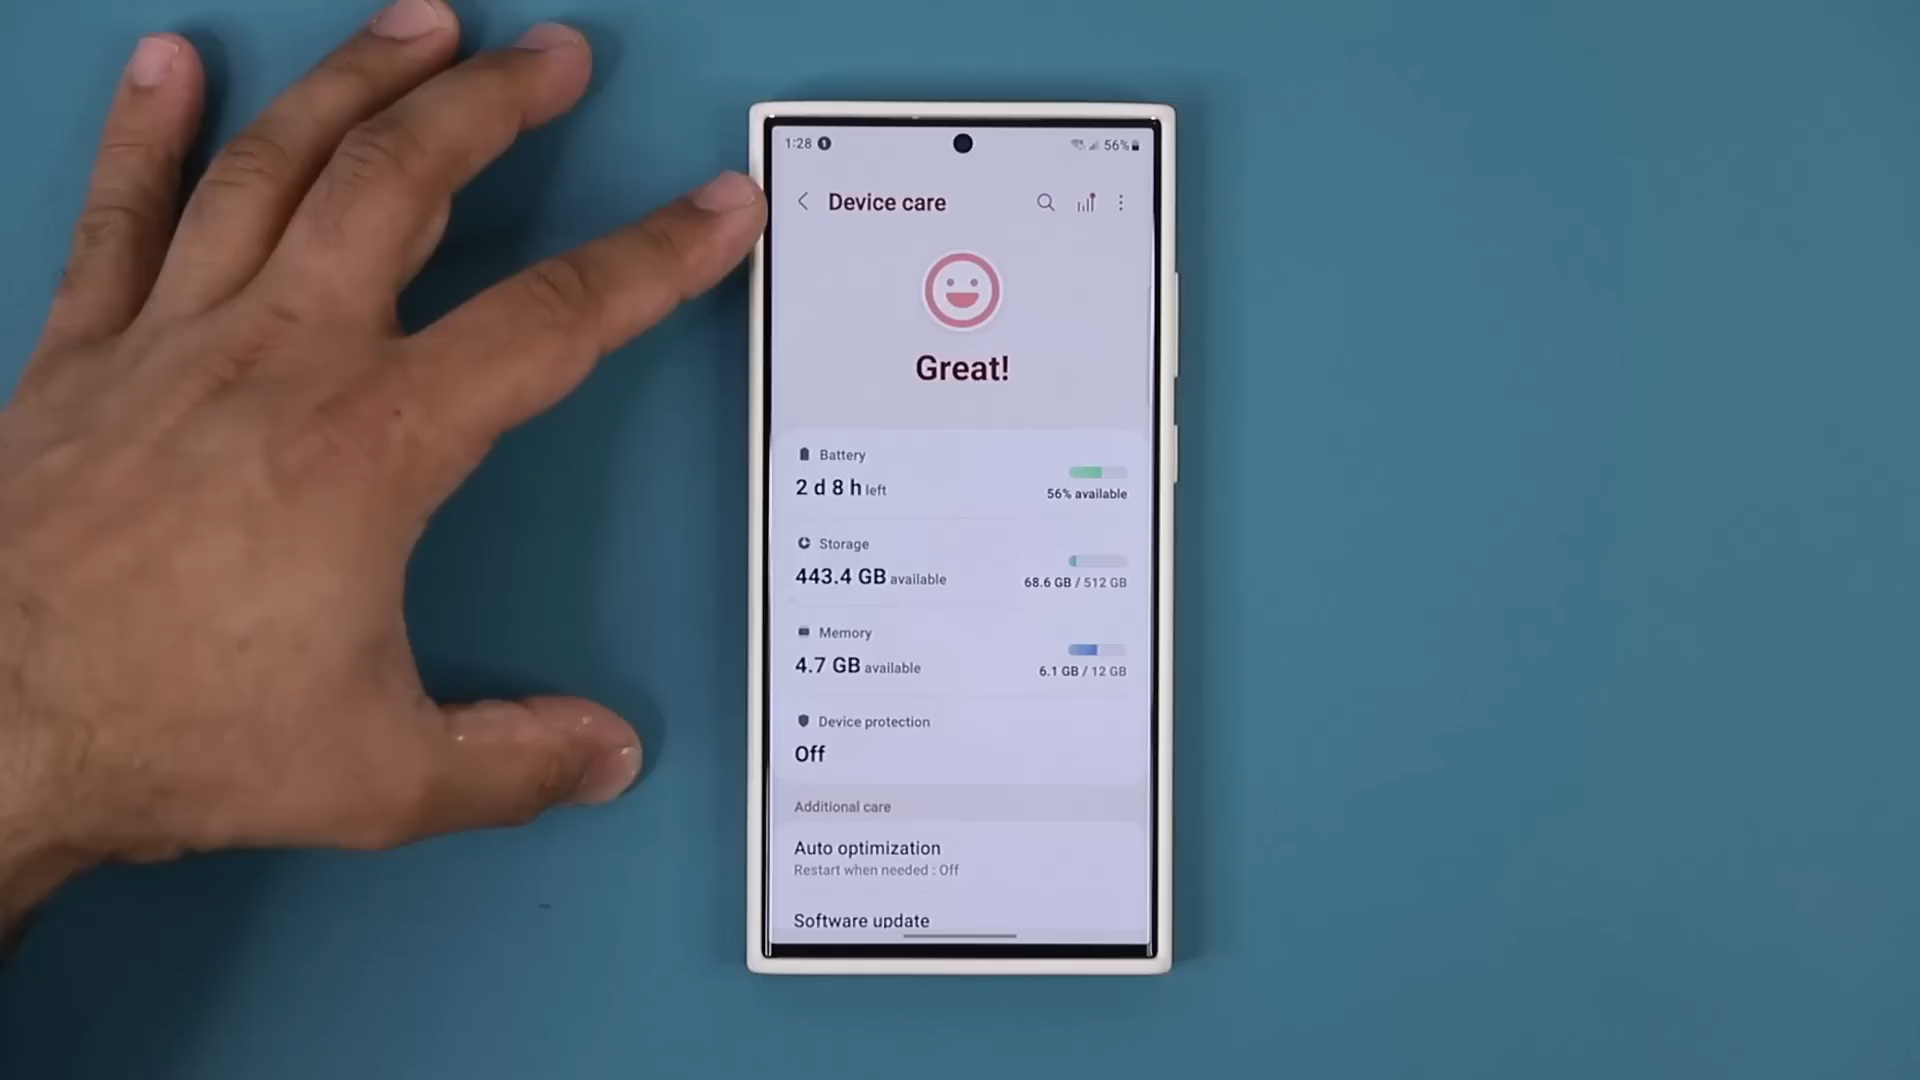 1:28
56%
Device care
Great!
Battery
2 d 8 h left
56% available
Storage
443.4 GB available
68.6 GB / 512 GB
Memory
4.7 GB available
6.1 GB / 12 GB
Device protection
Off
Additional care
Auto optimization
Restart when needed : Off
Software update